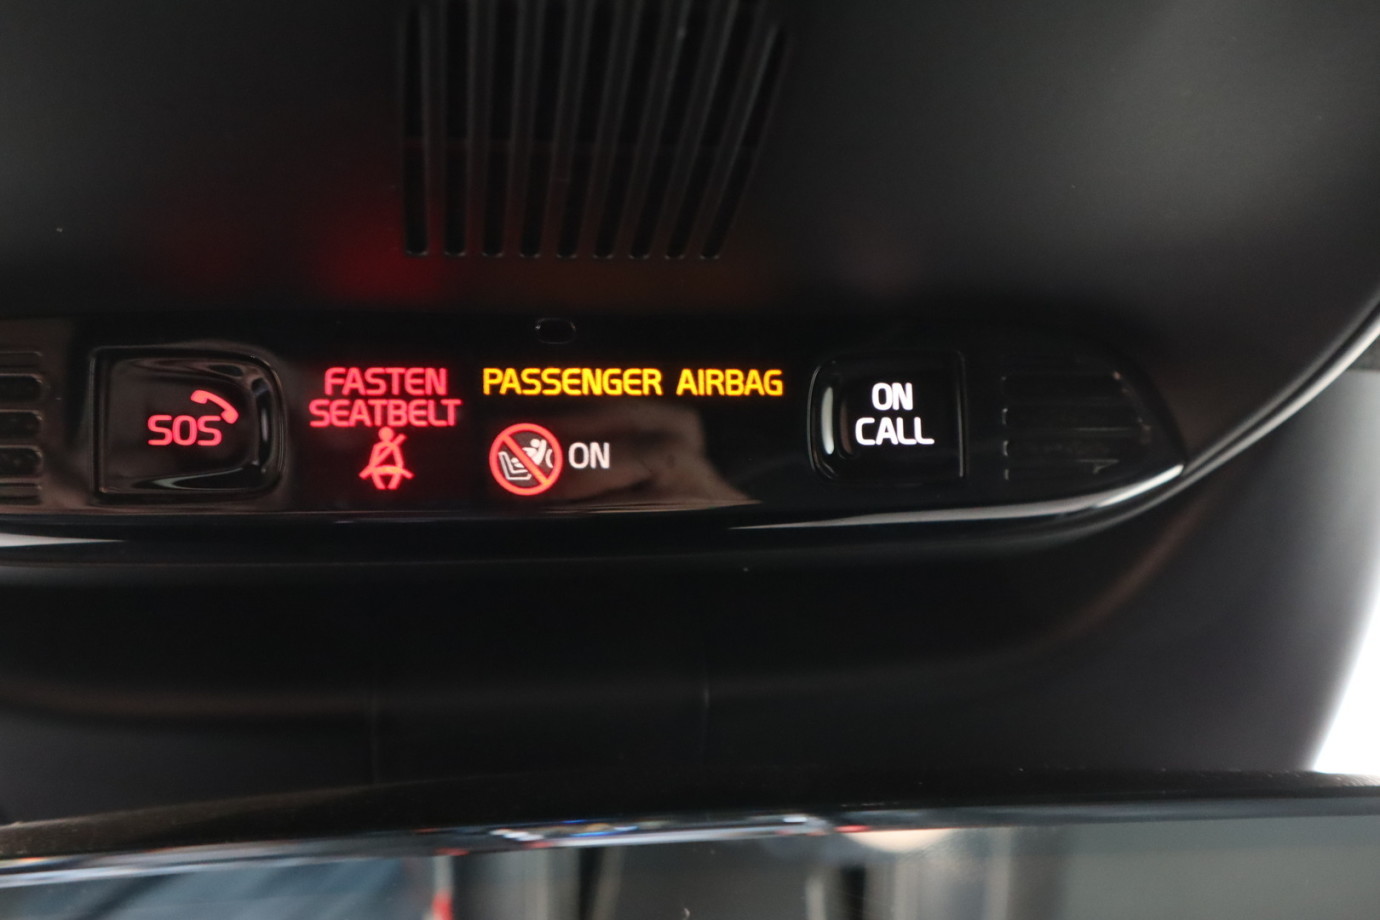 SOS
FASTEN
SEATBELT
PASSENGER AIRBAG
ON
ON
CALL